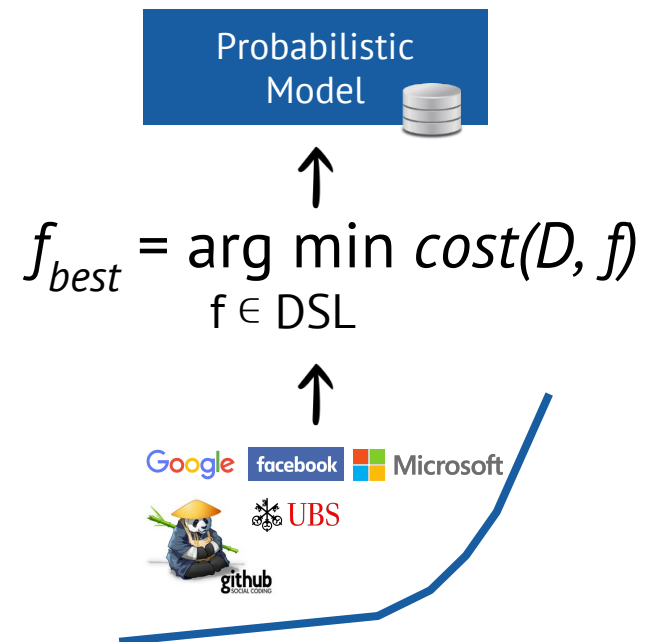 Probabilistic
Model
f_best = arg min cost(D, f)
f ∈ DSL
Google facebook Microsoft
UBS
github
SOCIAL CODING